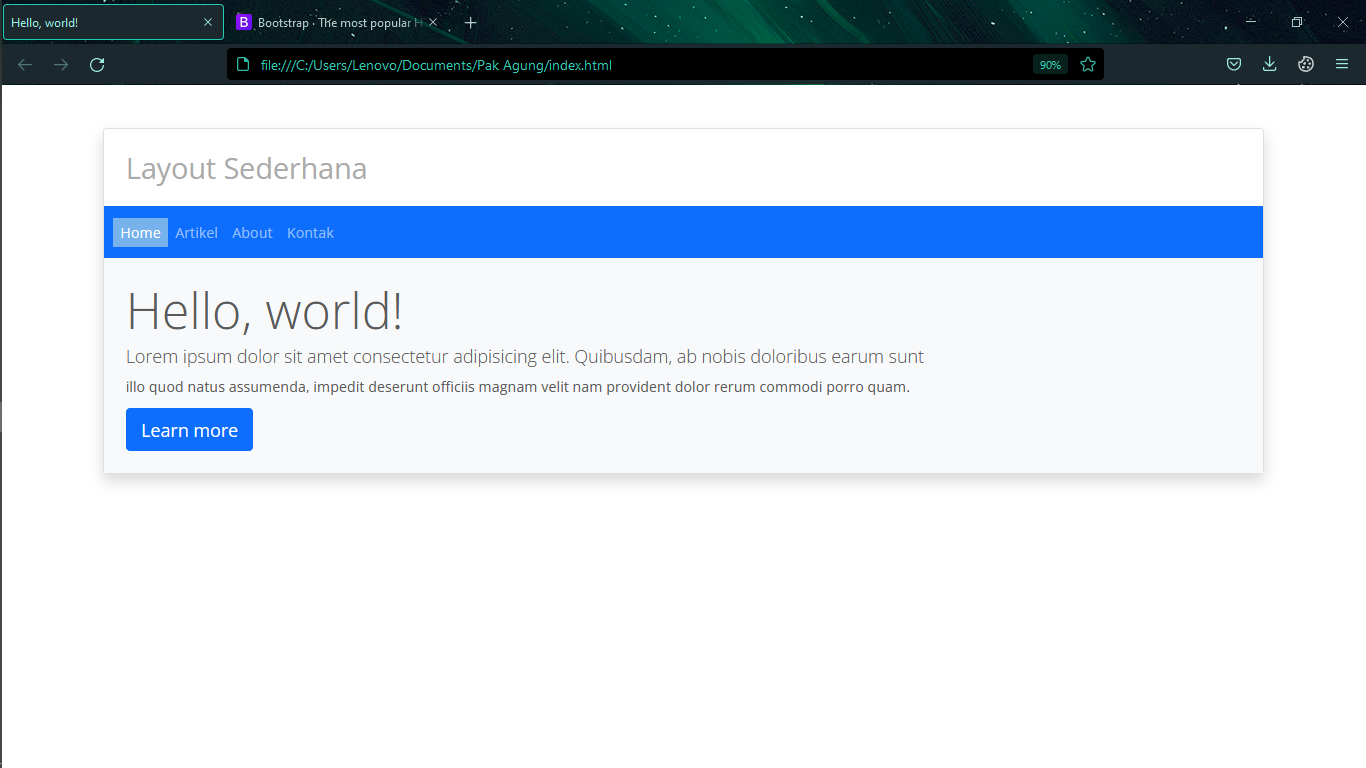 Hello, world!
Bootstrap · The most popular H
file:///C:/Users/Lenovo/Documents/Pak Agung/index.html
90%
Layout Sederhana
Home Artikel About Kontak
Hello, world!
Lorem ipsum dolor sit amet consectetur adipisicing elit. Quibusdam, ab nobis doloribus earum sunt
illo quod natus assumenda, impedit deserunt officiis magnam velit nam provident dolor rerum commodi porro quam.
Learn more